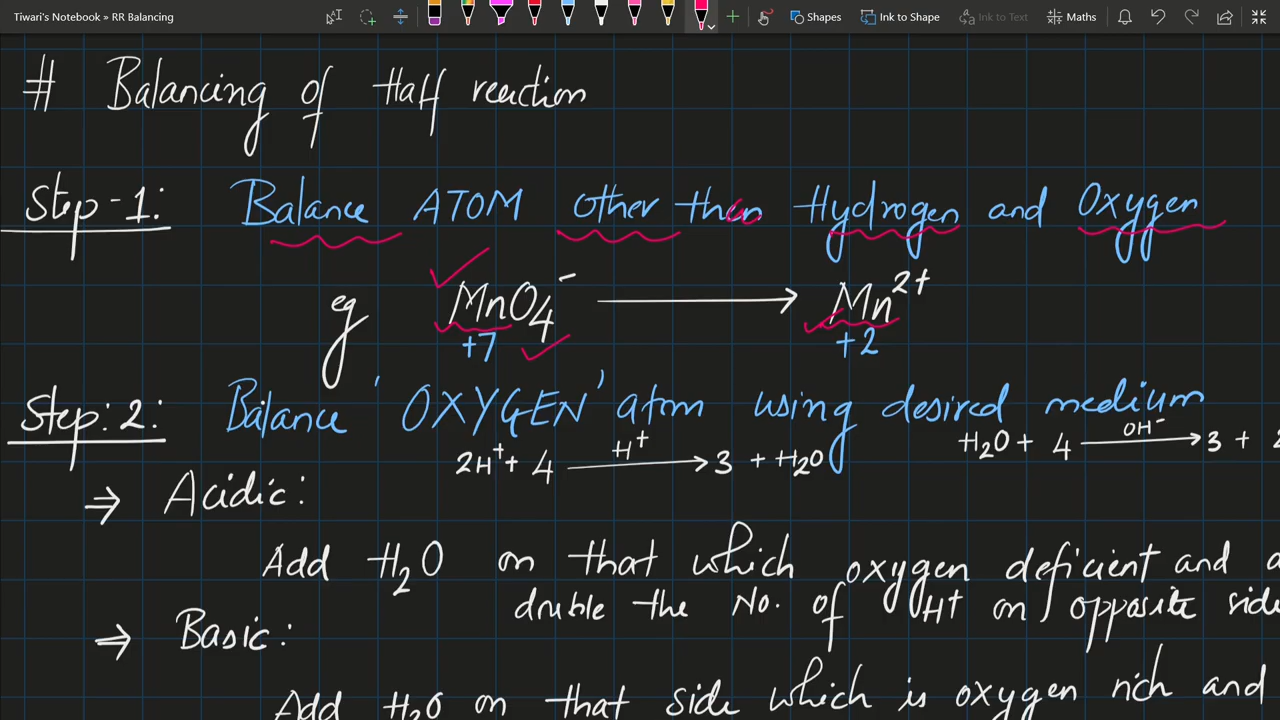 Tiwari's Notebook » RR Balancing
Shapes Ink to Shape Ink to Text Maths
# Balancing of Half reaction
Step-1: Balance ATOM other than Hydrogen and Oxygen
eg MnO4⁻ → Mn²⁺
+7 +2
Step: 2: Balance 'OXYGEN' atom using desired medium
2H⁺ + 4 —H⁺→ 3 + H₂O H₂O + 4 —OH⁻→ 3 + 2
⇒ Acidic:
Add H₂O on that which oxygen deficient and a
druble the No. of H⁺ on opposite side
⇒ Basic:
Add H₂O on that side which is oxygen rich and